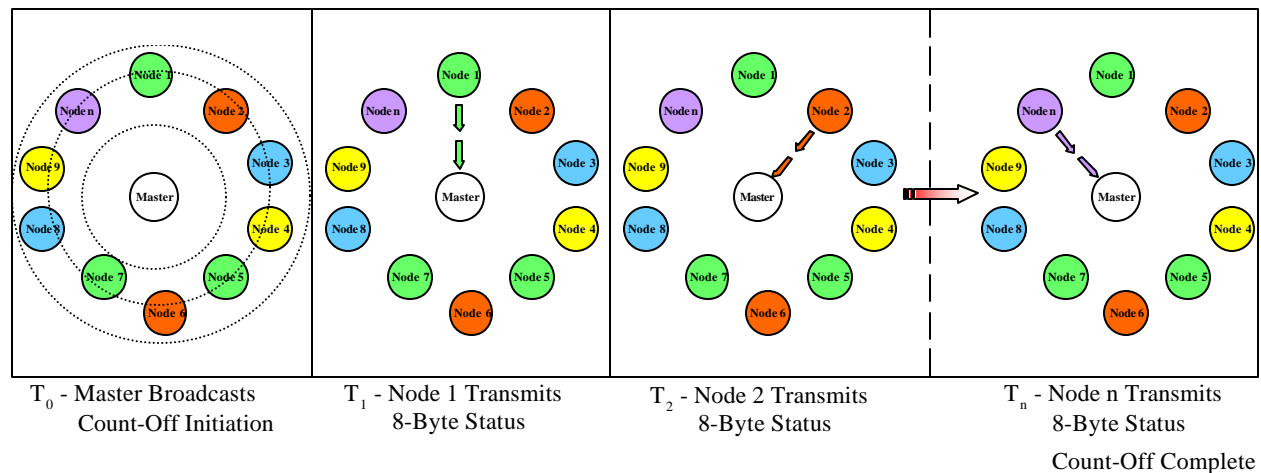 Node 1
Node n
Node 2
Node 9
Node 3
Master
Node 8
Node 4
Node 7
Node 5
Node 6
T0 - Master Broadcasts
Count-Off Initiation
Node 1
Node n
Node 2
Node 9
Node 3
Master
Node 8
Node 4
Node 7
Node 5
Node 6
T1 - Node 1 Transmits
8-Byte Status
Node 1
Node n
Node 2
Node 9
Node 3
Master
Node 8
Node 4
Node 7
Node 5
Node 6
T2 - Node 2 Transmits
8-Byte Status
Node 1
Node n
Node 2
Node 9
Node 3
Master
Node 8
Node 4
Node 7
Node 5
Node 6
Tn - Node n Transmits
8-Byte Status
Count-Off Complete